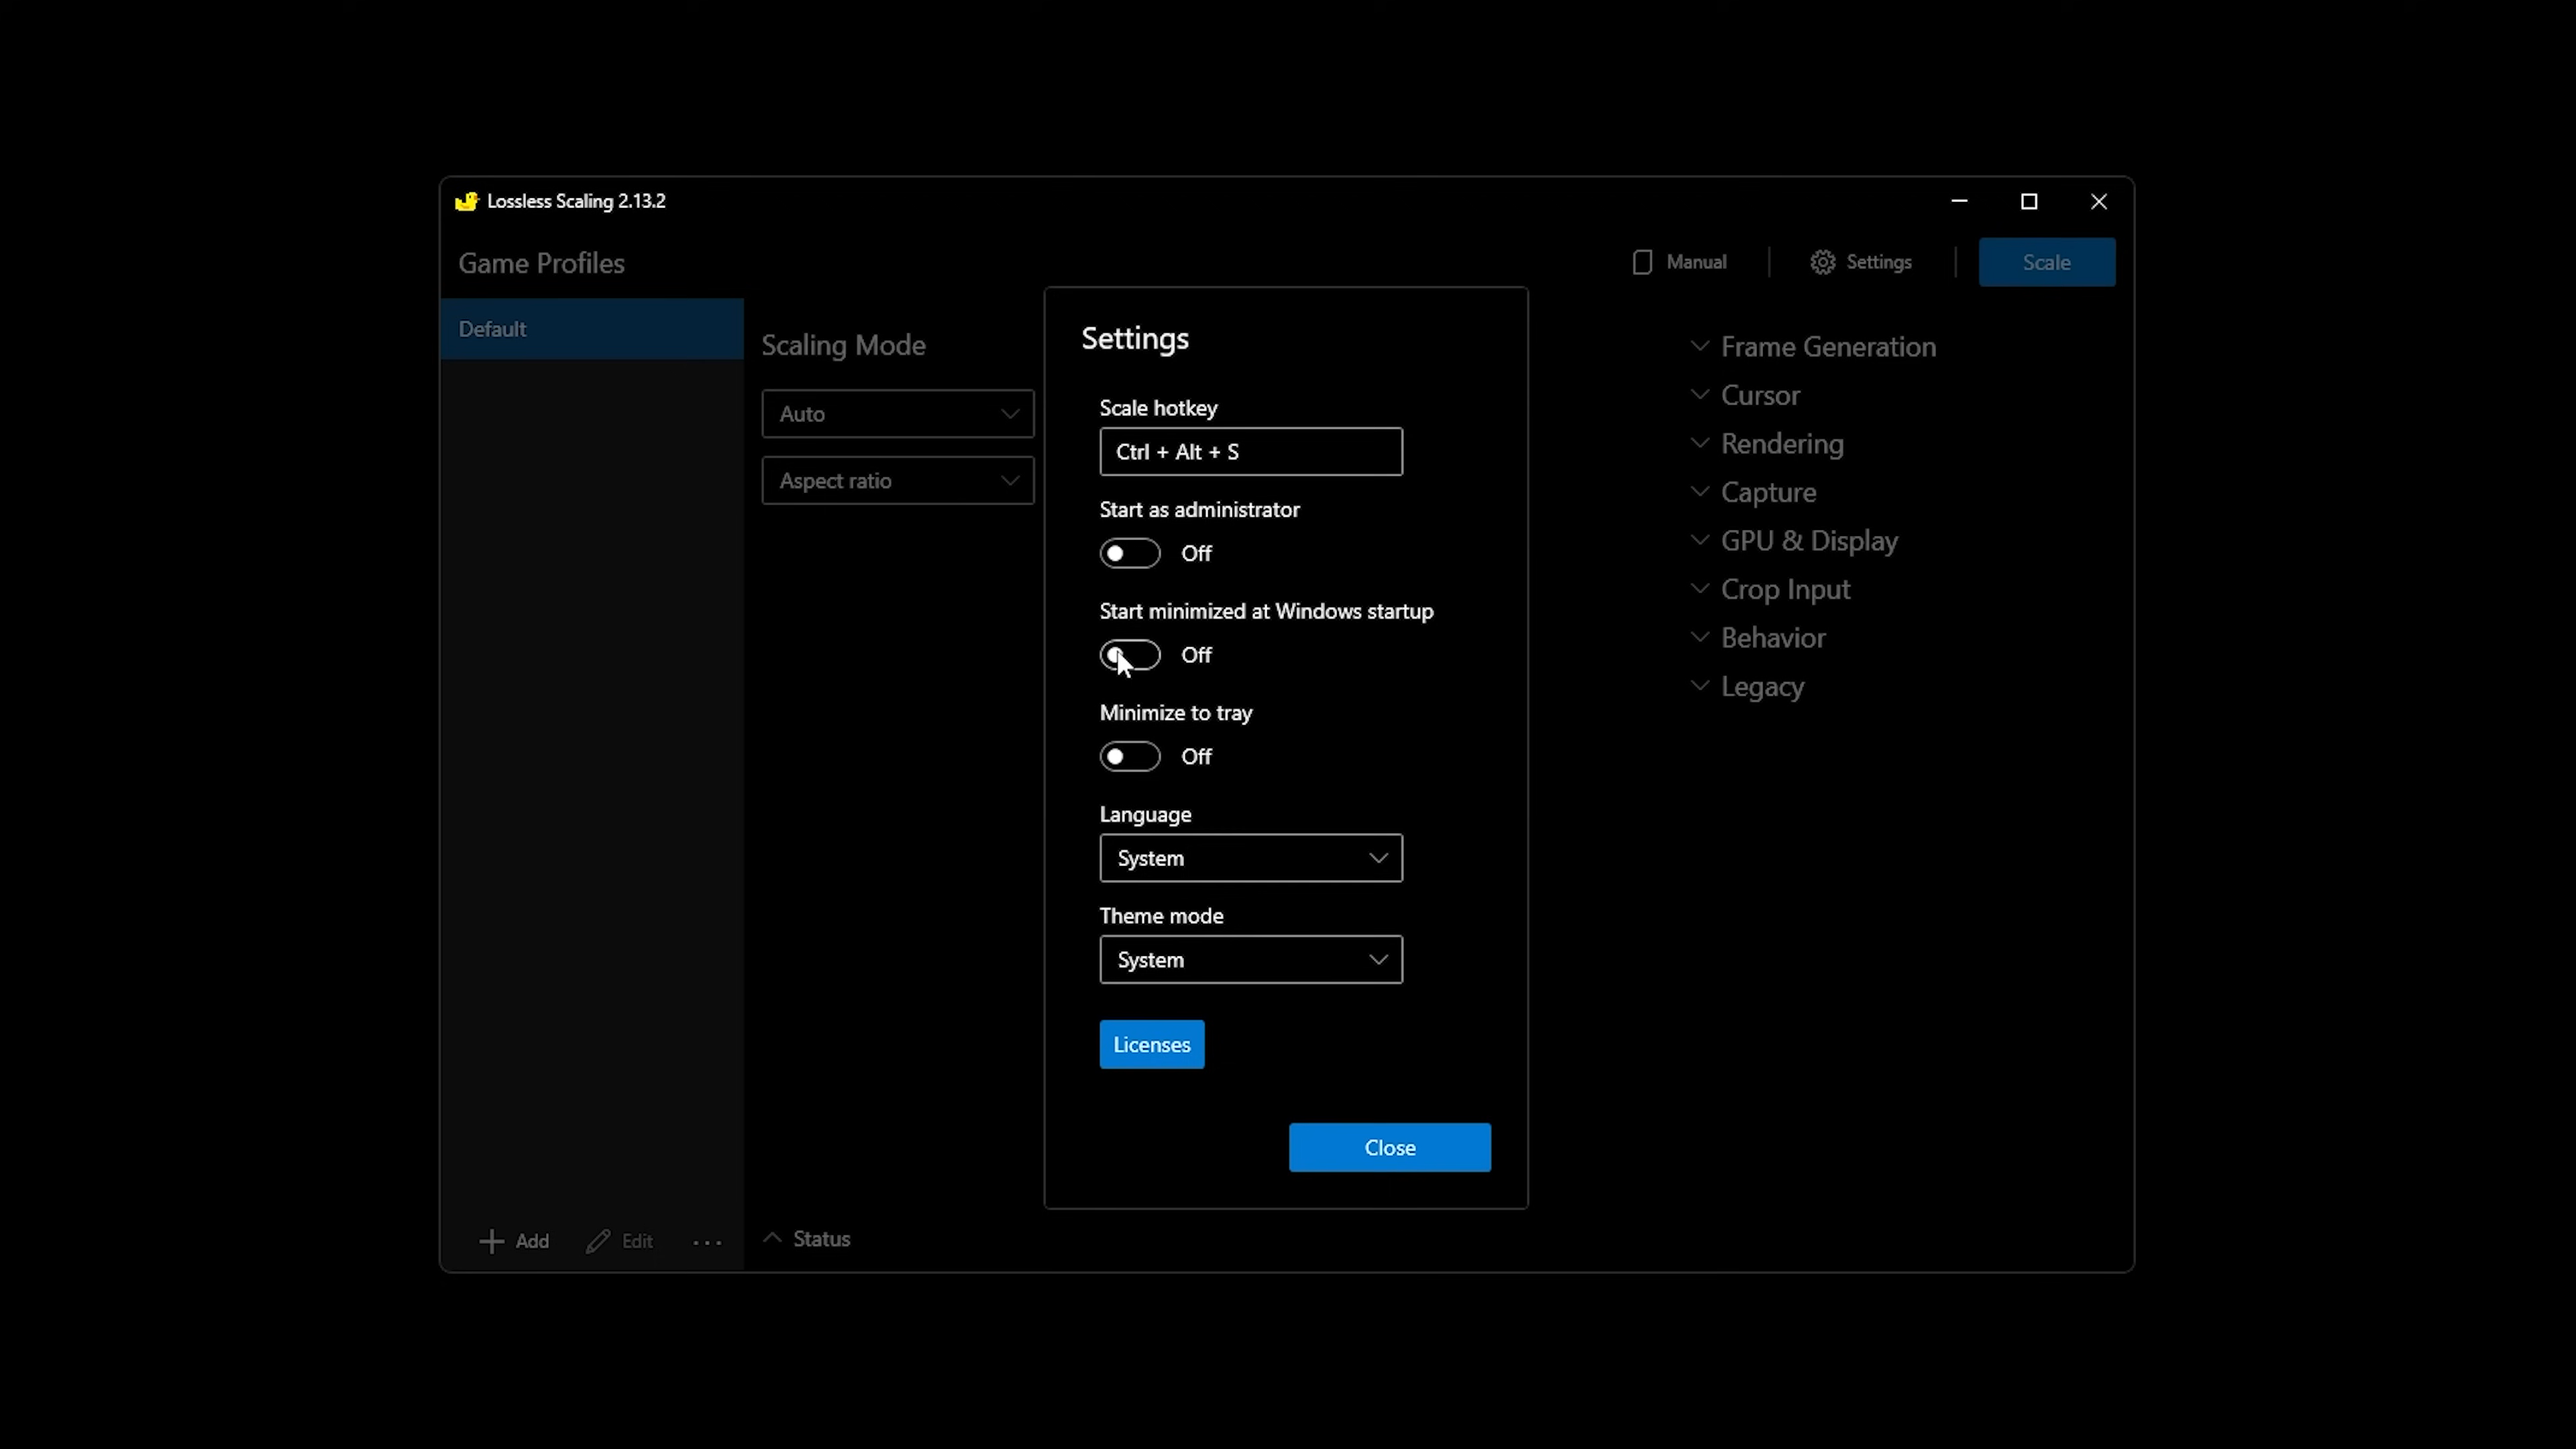 Lossless Scaling 2.13.2
Game Profiles
Manual
Settings
Scale
Default
Scaling Mode
Auto
Aspect ratio
Settings
Scale hotkey
Ctrl + Alt + S
Start as administrator
Off
Start minimized at Windows startup
Off
Minimize to tray
Off
Language
System
Theme mode
System
Licenses
Close
Frame Generation
Cursor
Rendering
Capture
GPU & Display
Crop Input
Behavior
Legacy
Add
Edit
...
Status